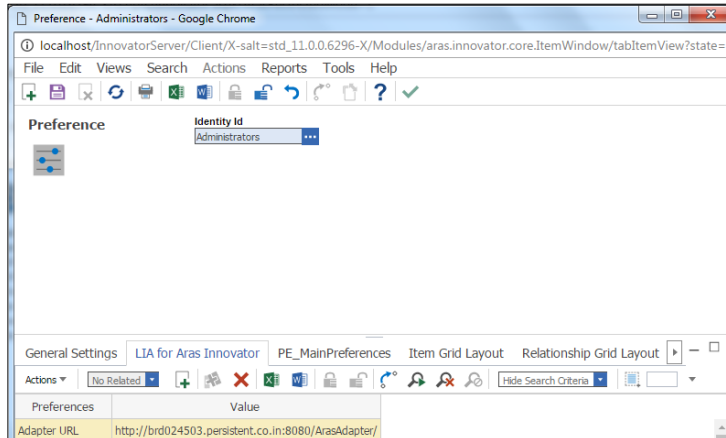 Preference - Administrators - Google Chrome
localhost/InnovatorServer/Client/X-salt=std_11.0.0.6296-X/Modules/aras.innovator.core.ItemWindow/tabItemView?state=
File Edit Views Search Actions Reports Tools Help
Preference
Identity Id
Administrators
General Settings LIA for Aras Innovator PE_MainPreferences Item Grid Layout Relationship Grid Layout
Actions No Related Hide Search Criteria
Preferences Value
Adapter URL http://brd024503.persistent.co.in:8080/ArasAdapter/